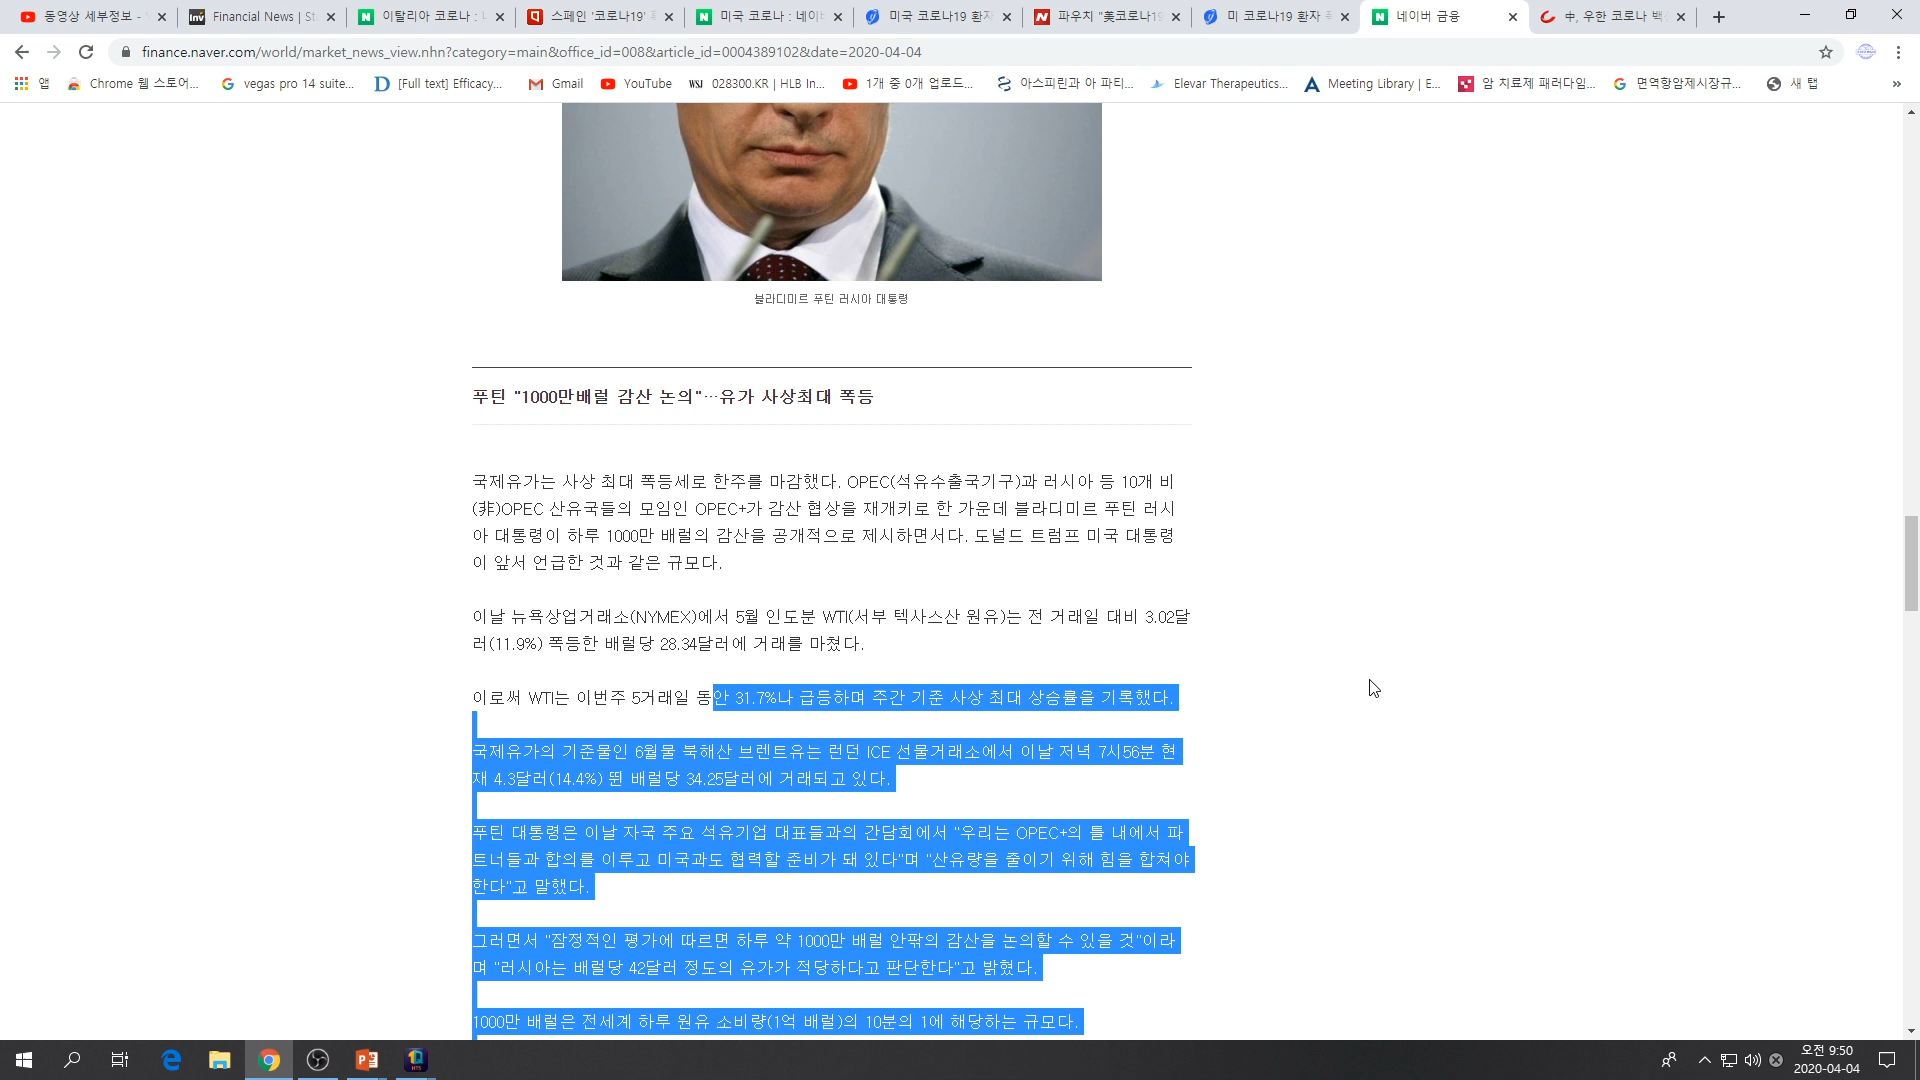 동영상 세부정보 -
Financial News | St
이탈리아 코로나 :
스페인 '코로나19'
미국 코로나 : 네이버
미국 코로나19 환자
파우치 "美코로나19
미 코로나19 환자
네이버 금융
中, 우한 코로나 백
finance.naver.com/world/market_news_view.nhn?category=main&office_id=008&article_id=0004389102&date=2020-04-04
앱
Chrome 웹 스토어...
vegas pro 14 suite...
[Full text] Efficacy...
Gmail
YouTube
WSJ 028300.KR | HLB In...
1개 중 0개 업로드...
아스피린과 아 파티...
Elevar Therapeutics...
Meeting Library | E...
암 치료제 패러다임...
면역항암제시장규...
새 탭
»
블라디미르 푸틴 러시아 대통령
푸틴 "1000만배럴 감산 논의"…유가 사상최대 폭등
국제유가는 사상 최대 폭등세로 한주를 마감했다. OPEC(석유수출국기구)과 러시아 등 10개 비
(非)OPEC 산유국들의 모임인 OPEC+가 감산 협상을 재개키로 한 가운데 블라디미르 푸틴 러시
아 대통령이 하루 1000만 배럴의 감산을 공개적으로 제시하면서다. 도널드 트럼프 미국 대통령
이 앞서 언급한 것과 같은 규모다.
이날 뉴욕상업거래소(NYMEX)에서 5월 인도분 WTI(서부 텍사스산 원유)는 전 거래일 대비 3.02달
러(11.9%) 폭등한 배럴당 28.34달러에 거래를 마쳤다.
이로써 WTI는 이번주 5거래일 동안 31.7%나 급등하며 주간 기준 사상 최대 상승률을 기록했다.
국제유가의 기준물인 6월물 북해산 브렌트유는 런던 ICE 선물거래소에서 이날 저녁 7시56분 현
재 4.3달러(14.4%) 뛴 배럴당 34.25달러에 거래되고 있다.
푸틴 대통령은 이날 자국 주요 석유기업 대표들과의 간담회에서 "우리는 OPEC+의 틀 내에서 파
트너들과 합의를 이루고 미국과도 협력할 준비가 돼 있다"며 "산유량을 줄이기 위해 힘을 합쳐야
한다"고 말했다.
그러면서 "잠정적인 평가에 따르면 하루 약 1000만 배럴 안팎의 감산을 논의할 수 있을 것"이라
며 "러시아는 배럴당 42달러 정도의 유가가 적당하다고 판단한다"고 밝혔다.
1000만 배럴은 전세계 하루 원유 소비량(1억 배럴)의 10분의 1에 해당하는 규모다.
오전 9:50
2020-04-04